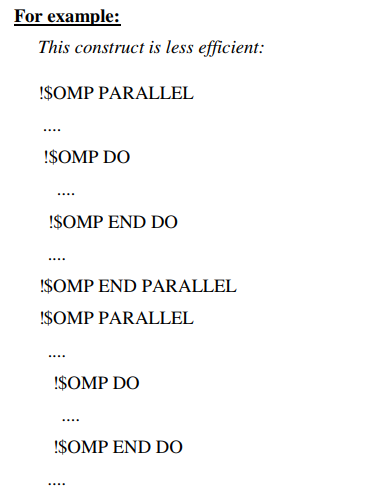 For example:
This construct is less efficient:
!$OMP PARALLEL
....
!$OMP DO
....
!$OMP END DO
....
!$OMP END PARALLEL
!$OMP PARALLEL
....
!$OMP DO
....
!$OMP END DO
....